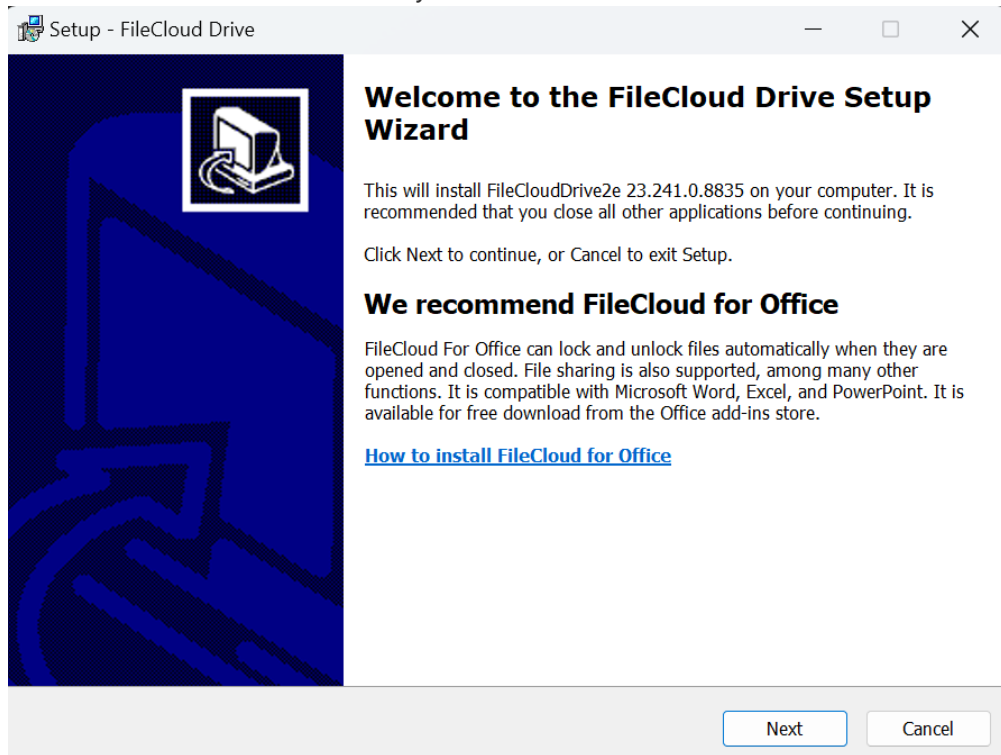 Setup - FileCloud Drive
Welcome to the FileCloud Drive Setup
Wizard
This will install FileCloudDrive2e 23.241.0.8835 on your computer. It is
recommended that you close all other applications before continuing.
Click Next to continue, or Cancel to exit Setup.
We recommend FileCloud for Office
FileCloud For Office can lock and unlock files automatically when they are
opened and closed. File sharing is also supported, among many other
functions. It is compatible with Microsoft Word, Excel, and PowerPoint. It is
available for free download from the Office add-ins store.
How to install FileCloud for Office
Next
Cancel